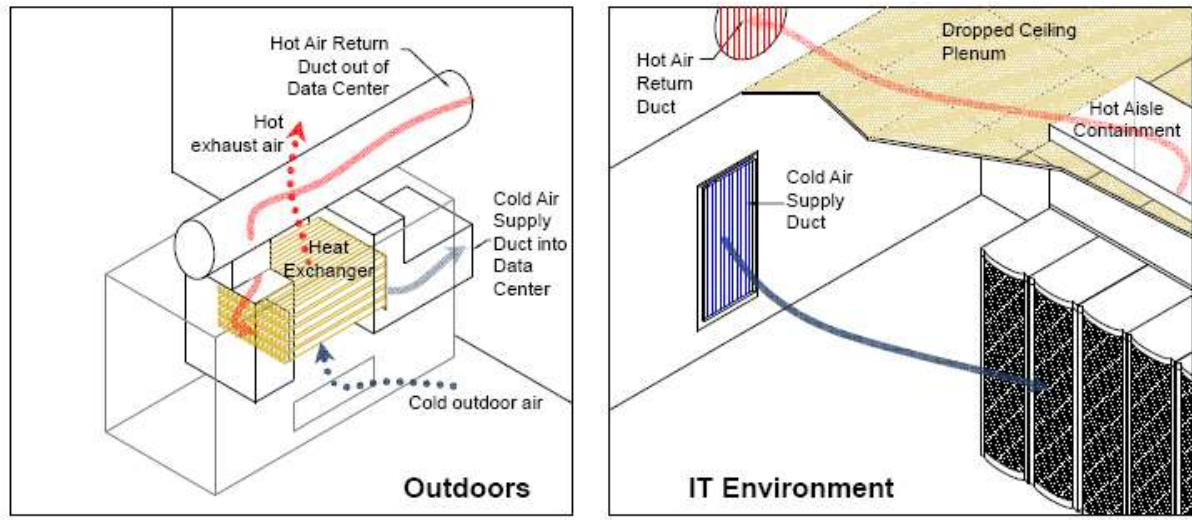 Hot Air Return
Duct out of
Data Center
Hot
exhaust air
Cold Air
Supply
Duct into
Data
Center
Heat
Exchanger
Cold outdoor air
Outdoors
Dropped Ceiling
Plenum
Hot Air
Return
Duct
Hot Aisle
Containment
Cold Air
Supply
Duct
IT Environment